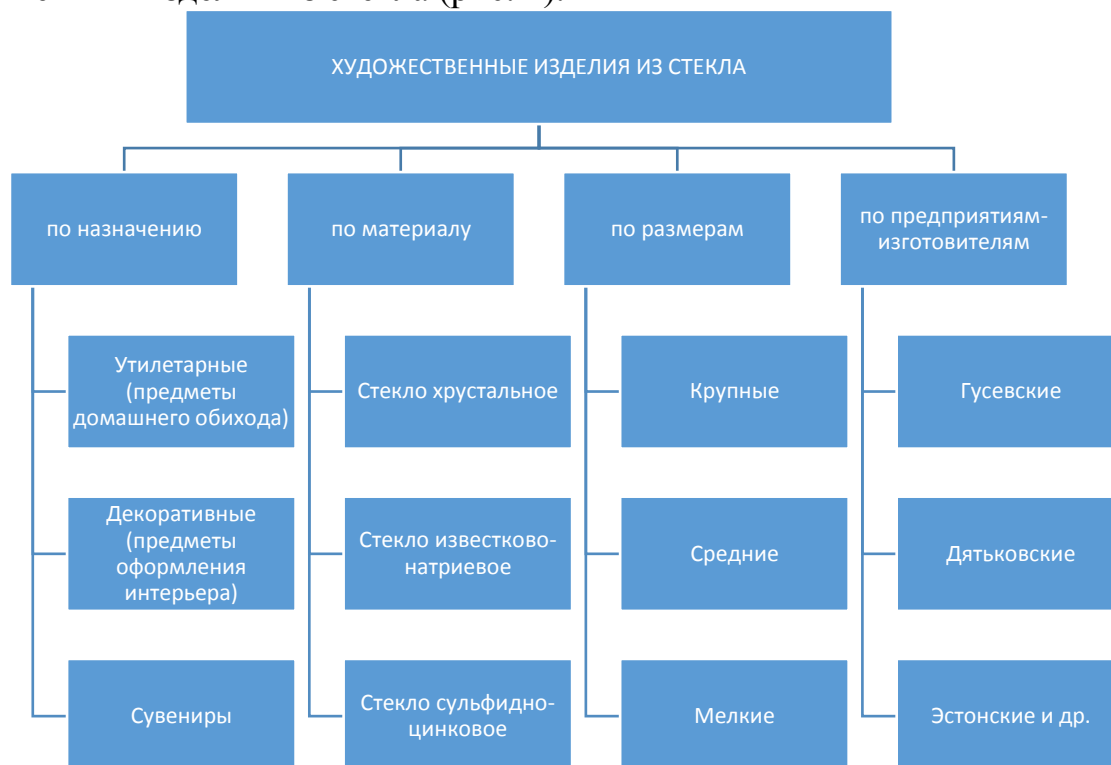 ХУДОЖЕСТВЕННЫЕ ИЗДЕЛИЯ ИЗ СТЕКЛА
по назначению
Утилетарные
(предметы
домашнего обихода)
Декоративные
(предметы
оформления
интерьера)
Сувениры
по материалу
Стекло хрустальное
Стекло известково-
натриевое
Стекло сульфидно-
цинковое
по размерам
Крупные
Средние
Мелкие
по предприятиям-
изготовителям
Гусевские
Дятьковские
Эстонские и др.